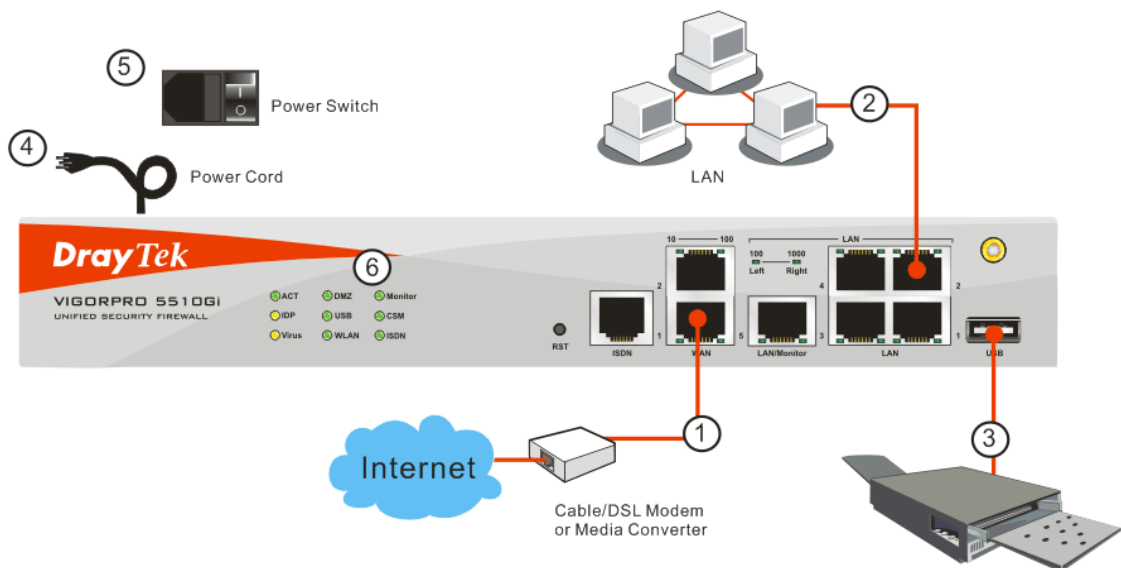 5
Power Switch
4
Power Cord
2
LAN
DrayTek
VIGORPRO 5510Gi
UNIFIED SECURITY FIREWALL
6
ACT DMZ Monitor
IDP USB CSM
Virus WLAN ISDN
RST
ISDN
10 100
2
1
WAN
LAN
100 1000
Left Right
5
LAN/Monitor
4
3
2
1
LAN
USB
1
Internet
Cable/DSL Modem
or Media Converter
3